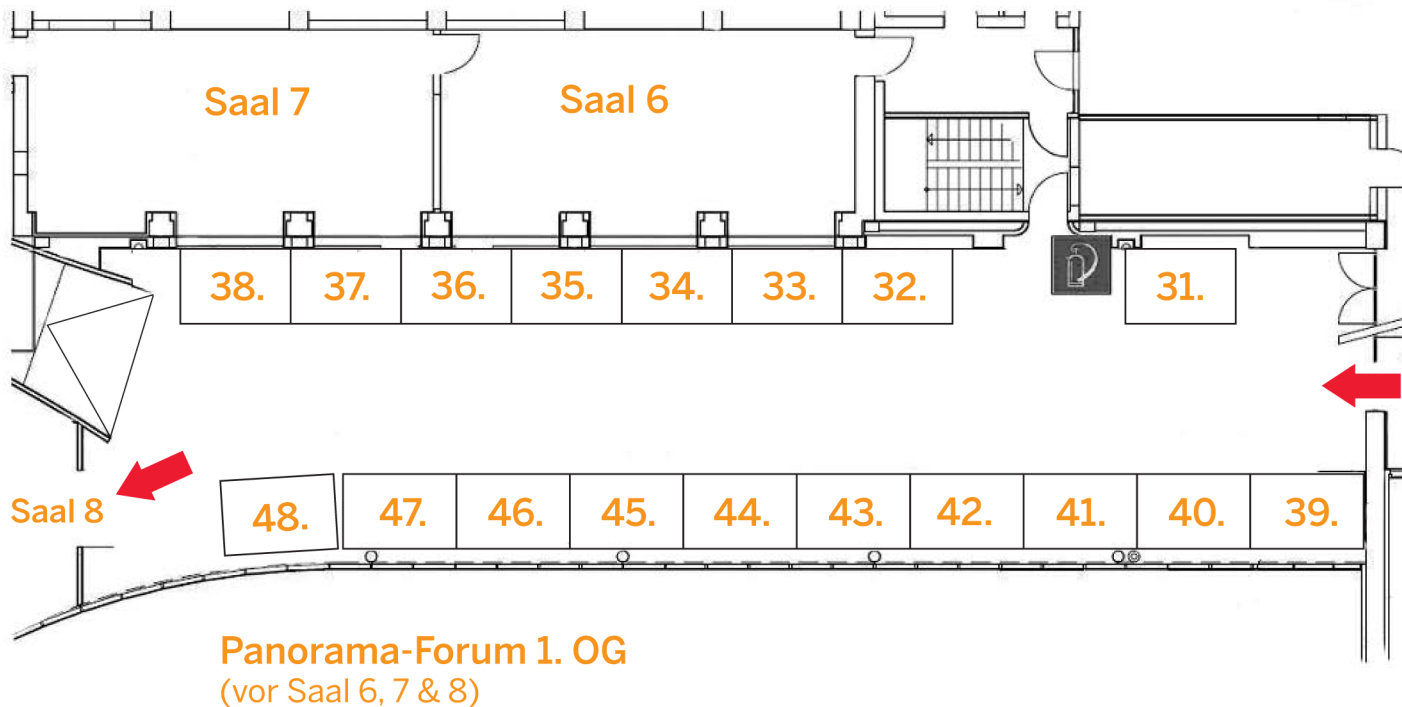 Saal 7
Saal 6
38. 37. 36. 35. 34. 33. 32. 31.
Saal 8
48. 47. 46. 45. 44. 43. 42. 41. 40. 39.
Panorama-Forum 1. OG
(vor Saal 6, 7 & 8)